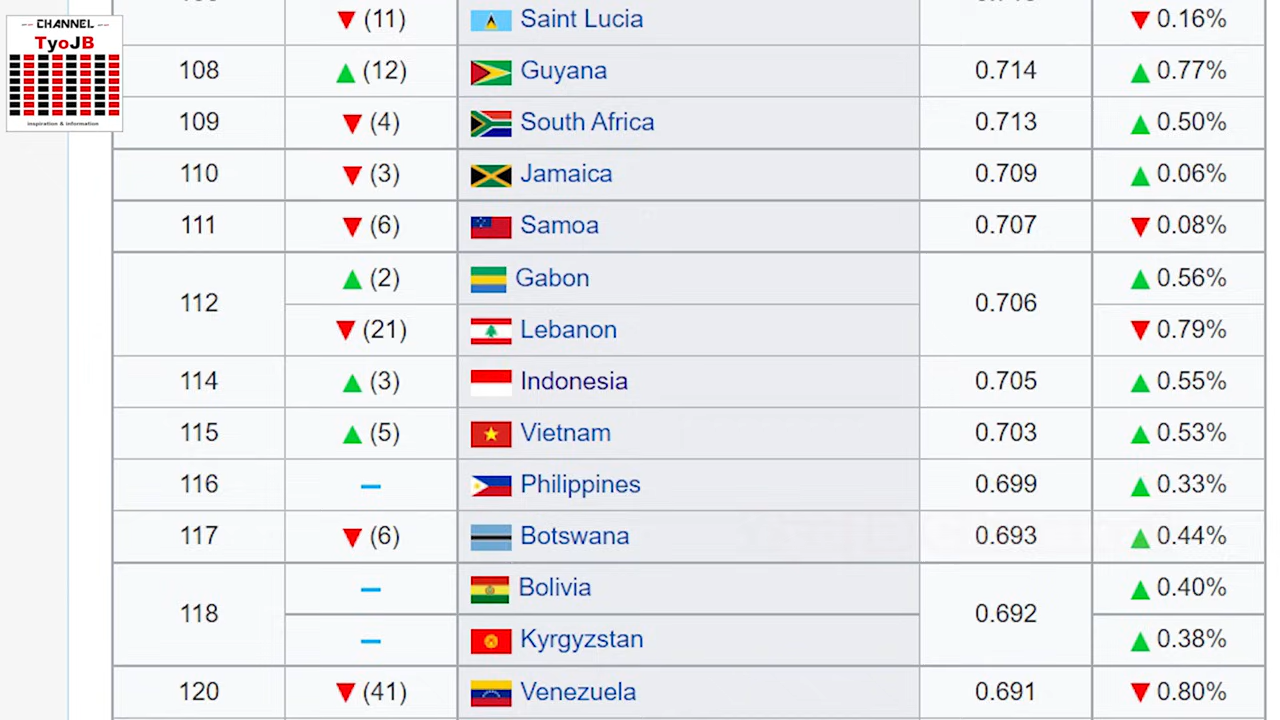 CHANNEL
TyoJB
Inspiration & Information
(11) Saint Lucia 0.16%
108 (12) Guyana 0.714 0.77%
109 (4) South Africa 0.713 0.50%
110 (3) Jamaica 0.709 0.06%
111 (6) Samoa 0.707 0.08%
112 (2) Gabon 0.706 0.56%
(21) Lebanon 0.79%
114 (3) Indonesia 0.705 0.55%
115 (5) Vietnam 0.703 0.53%
116 – Philippines 0.699 0.33%
117 (6) Botswana 0.693 0.44%
118 – Bolivia 0.692 0.40%
– Kyrgyzstan 0.38%
120 (41) Venezuela 0.691 0.80%